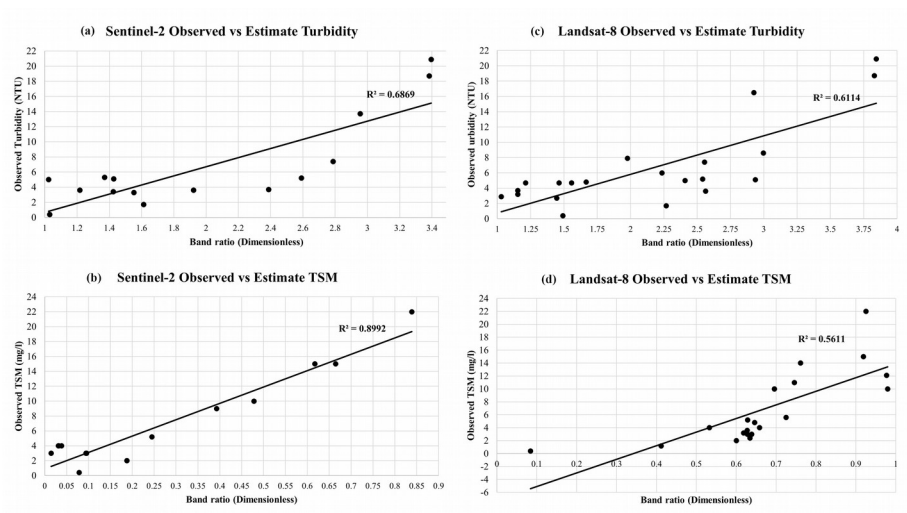 (a) Sentinel-2 Observed vs Estimate Turbidity
22
20
18
16
14
12
10
8
6
4
2
0
Observed Turbidity (NTU)
R² = 0.6869
1 1.2 1.4 1.6 1.8 2 2.2 2.4 2.6 2.8 3 3.2 3.4
Band ratio (Dimensionless)
(c) Landsat-8 Observed vs Estimate Turbidity
22
20
18
16
14
12
10
8
6
4
2
0
Observed urbidity (NTU)
R² = 0.6114
1 1.25 1.5 1.75 2 2.25 2.5 2.75 3 3.25 3.5 3.75 4
Band ratio (Dimensionless)
(b) Sentinel-2 Observed vs Estimate TSM
24
22
20
18
16
14
12
10
8
6
4
2
0
Observed TSM (mg/l)
R² = 0.8992
0 0.05 0.1 0.15 0.2 0.25 0.3 0.35 0.4 0.45 0.5 0.55 0.6 0.65 0.7 0.75 0.8 0.85 0.9
Band ratio (Dimensionless)
(d) Landsat-8 Observed vs Estimate TSM
24
22
20
18
16
14
12
10
8
6
4
2
0
-2
-4
-6
Observed TSM (mg/l)
R² = 0.5611
0 0.1 0.2 0.3 0.4 0.5 0.6 0.7 0.8 0.9 1
Band ratio (Dimensionless)